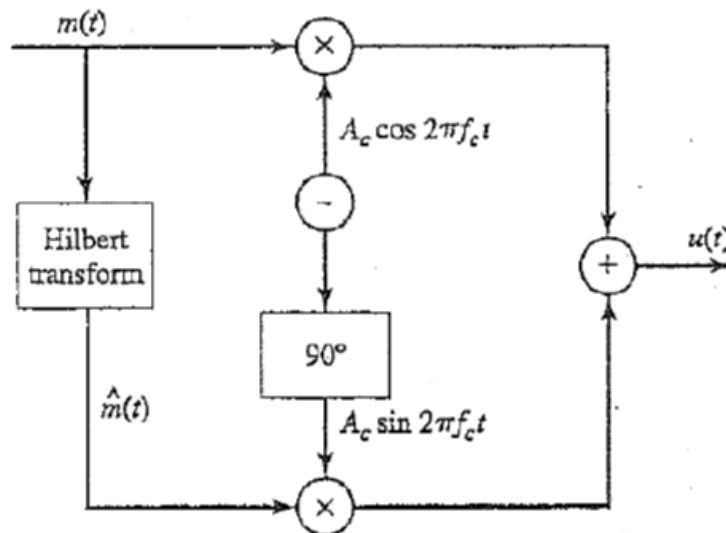 m(t)
×
A_c cos 2πf_c t
-
Hilbert
transform
+
u(t)
90°
m̂(t)
A_c sin 2πf_c t
×